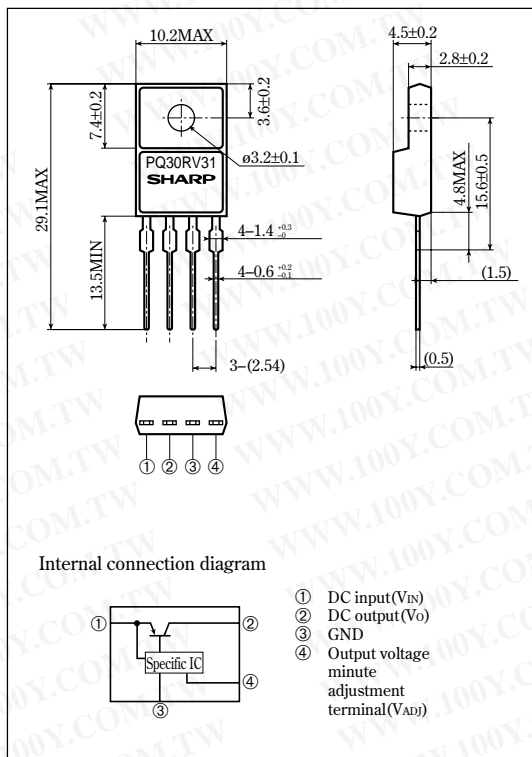 10.2MAX
4.5±0.2
2.8±0.2
7.4±0.2
3.6±0.2
ø3.2±0.1
PQ30RV31
SHARP
29.1MAX
4.8MAX
15.6±0.5
13.5MIN
4–1.4 +0.3 –0
4–0.6 +0.2 –0.1
(1.5)
3–(2.54)
(0.5)
① ② ③ ④
Internal connection diagram
① DC input(VIN)
② DC output(VO)
③ GND
④ Output voltage
minute
adjustment
terminal(VADJ)
①
②
Specific IC
④
③
WWW.100Y.COM.TW